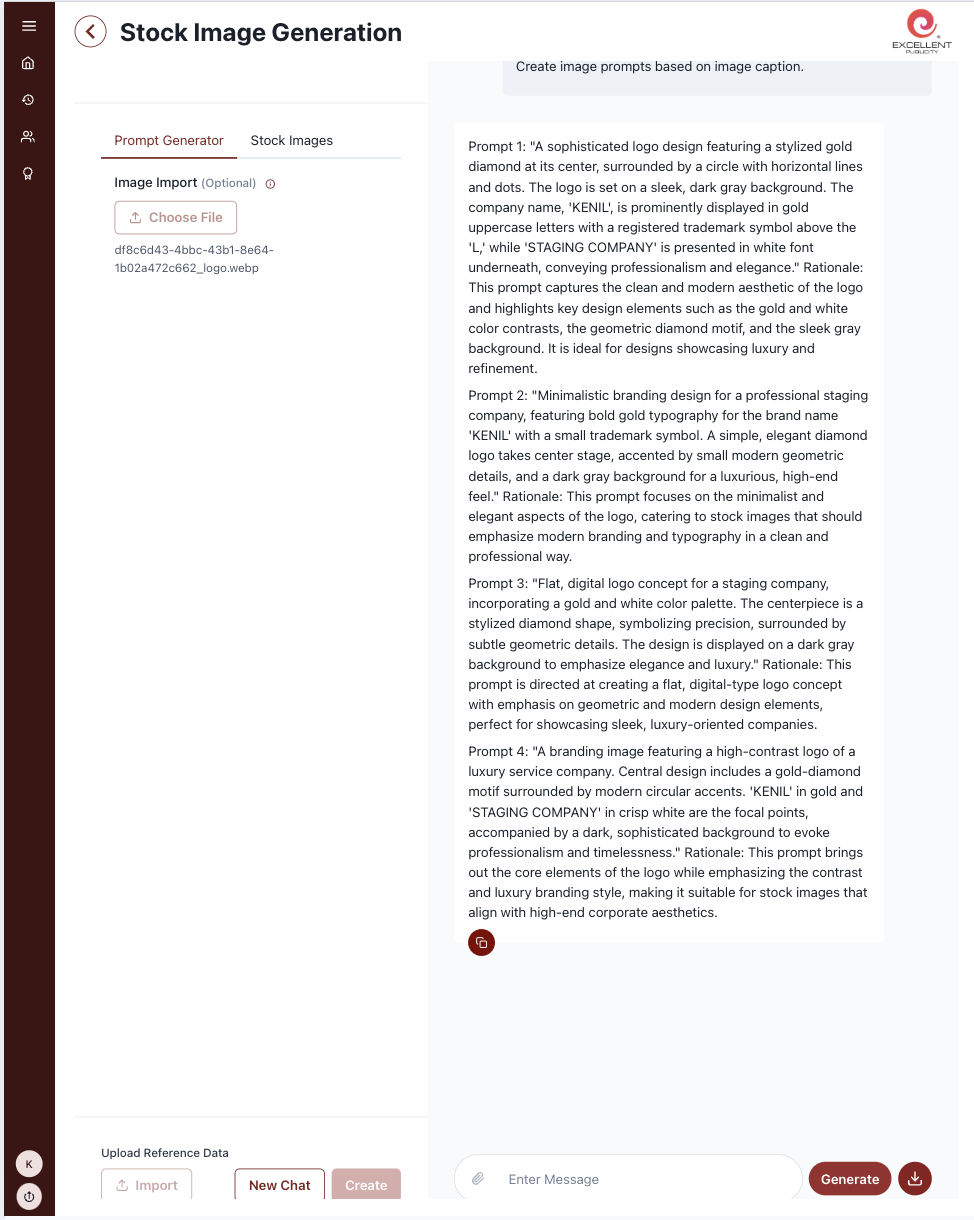 Stock Image Generation
EXCELLENT
PUBLICITY
Create image prompts based on image caption.
Prompt Generator
Stock Images
Image Import (Optional)
Choose File
df8c6d43-4bbc-43b1-8e64-
1b02a472c662_logo.webp
Prompt 1: "A sophisticated logo design featuring a stylized gold
diamond at its center, surrounded by a circle with horizontal lines
and dots. The logo is set on a sleek, dark gray background. The
company name, 'KENIL', is prominently displayed in gold
uppercase letters with a registered trademark symbol above the
'L,' while 'STAGING COMPANY' is presented in white font
underneath, conveying professionalism and elegance." Rationale:
This prompt captures the clean and modern aesthetic of the logo
and highlights key design elements such as the gold and white
color contrasts, the geometric diamond motif, and the sleek gray
background. It is ideal for designs showcasing luxury and
refinement.
Prompt 2: "Minimalistic branding design for a professional staging
company, featuring bold gold typography for the brand name
'KENIL' with a small trademark symbol. A simple, elegant diamond
logo takes center stage, accented by small modern geometric
details, and a dark gray background for a luxurious, high-end
feel." Rationale: This prompt focuses on the minimalist and
elegant aspects of the logo, catering to stock images that should
emphasize modern branding and typography in a clean and
professional way.
Prompt 3: "Flat, digital logo concept for a staging company,
incorporating a gold and white color palette. The centerpiece is a
stylized diamond shape, symbolizing precision, surrounded by
subtle geometric details. The design is displayed on a dark gray
background to emphasize elegance and luxury." Rationale: This
prompt is directed at creating a flat, digital-type logo concept
with emphasis on geometric and modern design elements,
perfect for showcasing sleek, luxury-oriented companies.
Prompt 4: "A branding image featuring a high-contrast logo of a
luxury service company. Central design includes a gold-diamond
motif surrounded by modern circular accents. 'KENIL' in gold and
'STAGING COMPANY' in crisp white are the focal points,
accompanied by a dark, sophisticated background to evoke
professionalism and timelessness." Rationale: This prompt brings
out the core elements of the logo while emphasizing the contrast
and luxury branding style, making it suitable for stock images that
align with high-end corporate aesthetics.
Upload Reference Data
Import
New Chat
Create
Enter Message
Generate
K